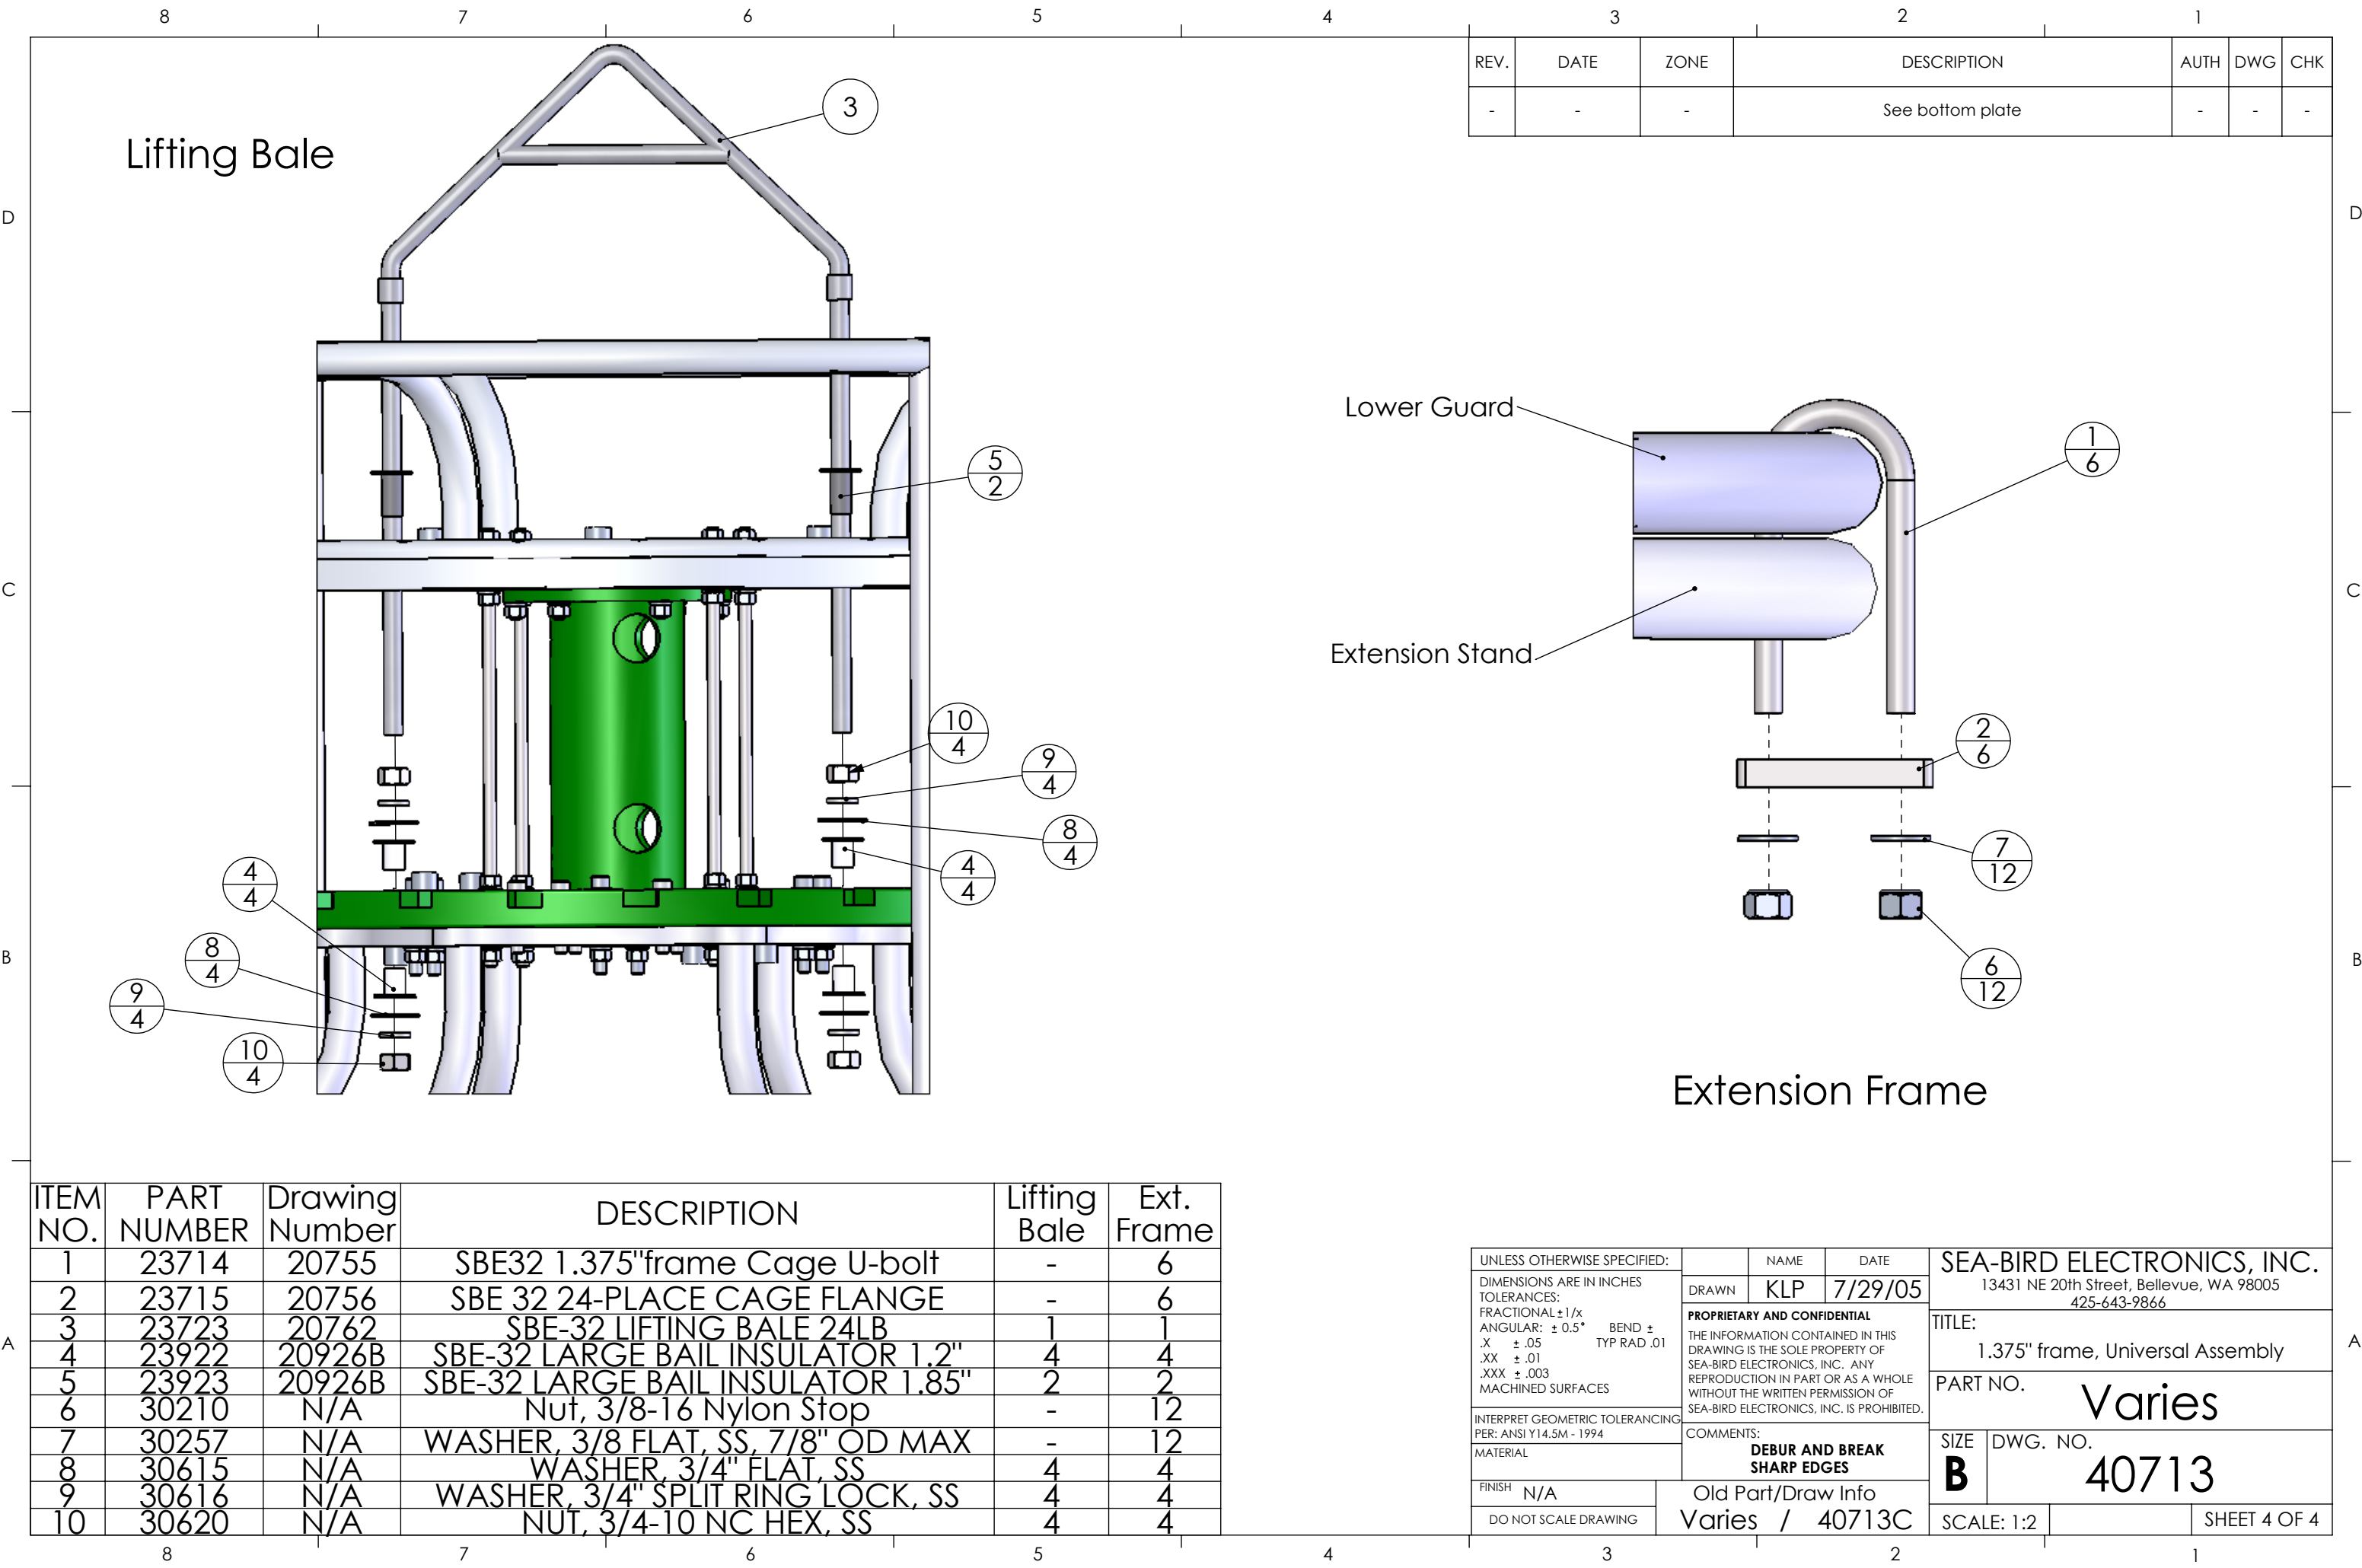 8 7 6 5 4 3 2 1
REV. DATE ZONE DESCRIPTION AUTH DWG CHK
- - - See bottom plate - - -
Lifting Bale
3
D D
5
2
Lower Guard
1
6
C C
Extension Stand
10
4
9
4
8
4
4
4
2
6
7
12
6
12
4
4
8
4
9
4
10
4
B B
Extension Frame
ITEM NO. PART NUMBER Drawing Number DESCRIPTION Lifting Bale Ext. Frame
1 23714 20755 SBE32 1.375"frame Cage U-bolt - 6
2 23715 20756 SBE 32 24-PLACE CAGE FLANGE - 6
3 23723 20762 SBE-32 LIFTING BALE 24LB 1 1
4 23922 20926B SBE-32 LARGE BAIL INSULATOR 1.2" 4 4
5 23923 20926B SBE-32 LARGE BAIL INSULATOR 1.85" 2 2
6 30210 N/A Nut, 3/8-16 Nylon Stop - 12
7 30257 N/A WASHER, 3/8 FLAT, SS, 7/8" OD MAX - 12
8 30615 N/A WASHER, 3/4" FLAT, SS 4 4
9 30616 N/A WASHER, 3/4" SPLIT RING LOCK, SS 4 4
10 30620 N/A NUT, 3/4-10 NC HEX, SS 4 4
A A
UNLESS OTHERWISE SPECIFIED:
DIMENSIONS ARE IN INCHES
TOLERANCES:
FRACTIONAL ± 1/x
ANGULAR: ± 0.5° BEND ±
.X ± .05 TYP RAD .01
.XX ± .01
.XXX ± .003
MACHINED SURFACES
INTERPRET GEOMETRIC TOLERANCING
PER: ANSI Y14.5M - 1994
MATERIAL
FINISH N/A
DO NOT SCALE DRAWING
NAME DATE
DRAWN KLP 7/29/05
PROPRIETARY AND CONFIDENTIAL
THE INFORMATION CONTAINED IN THIS
DRAWING IS THE SOLE PROPERTY OF
SEA-BIRD ELECTRONICS, INC. ANY
REPRODUCTION IN PART OR AS A WHOLE
WITHOUT THE WRITTEN PERMISSION OF
SEA-BIRD ELECTRONICS, INC. IS PROHIBITED.
COMMENTS:
DEBUR AND BREAK
SHARP EDGES
Old Part/Draw Info
Varies / 40713C
SEA-BIRD ELECTRONICS, INC.
13431 NE 20th Street, Bellevue, WA 98005
425-643-9866
TITLE:
1.375" frame, Universal Assembly
PART NO. Varies
SIZE B
DWG. NO. 40713
SCALE: 1:2
SHEET 4 OF 4
8 7 6 5 4 3 2 1